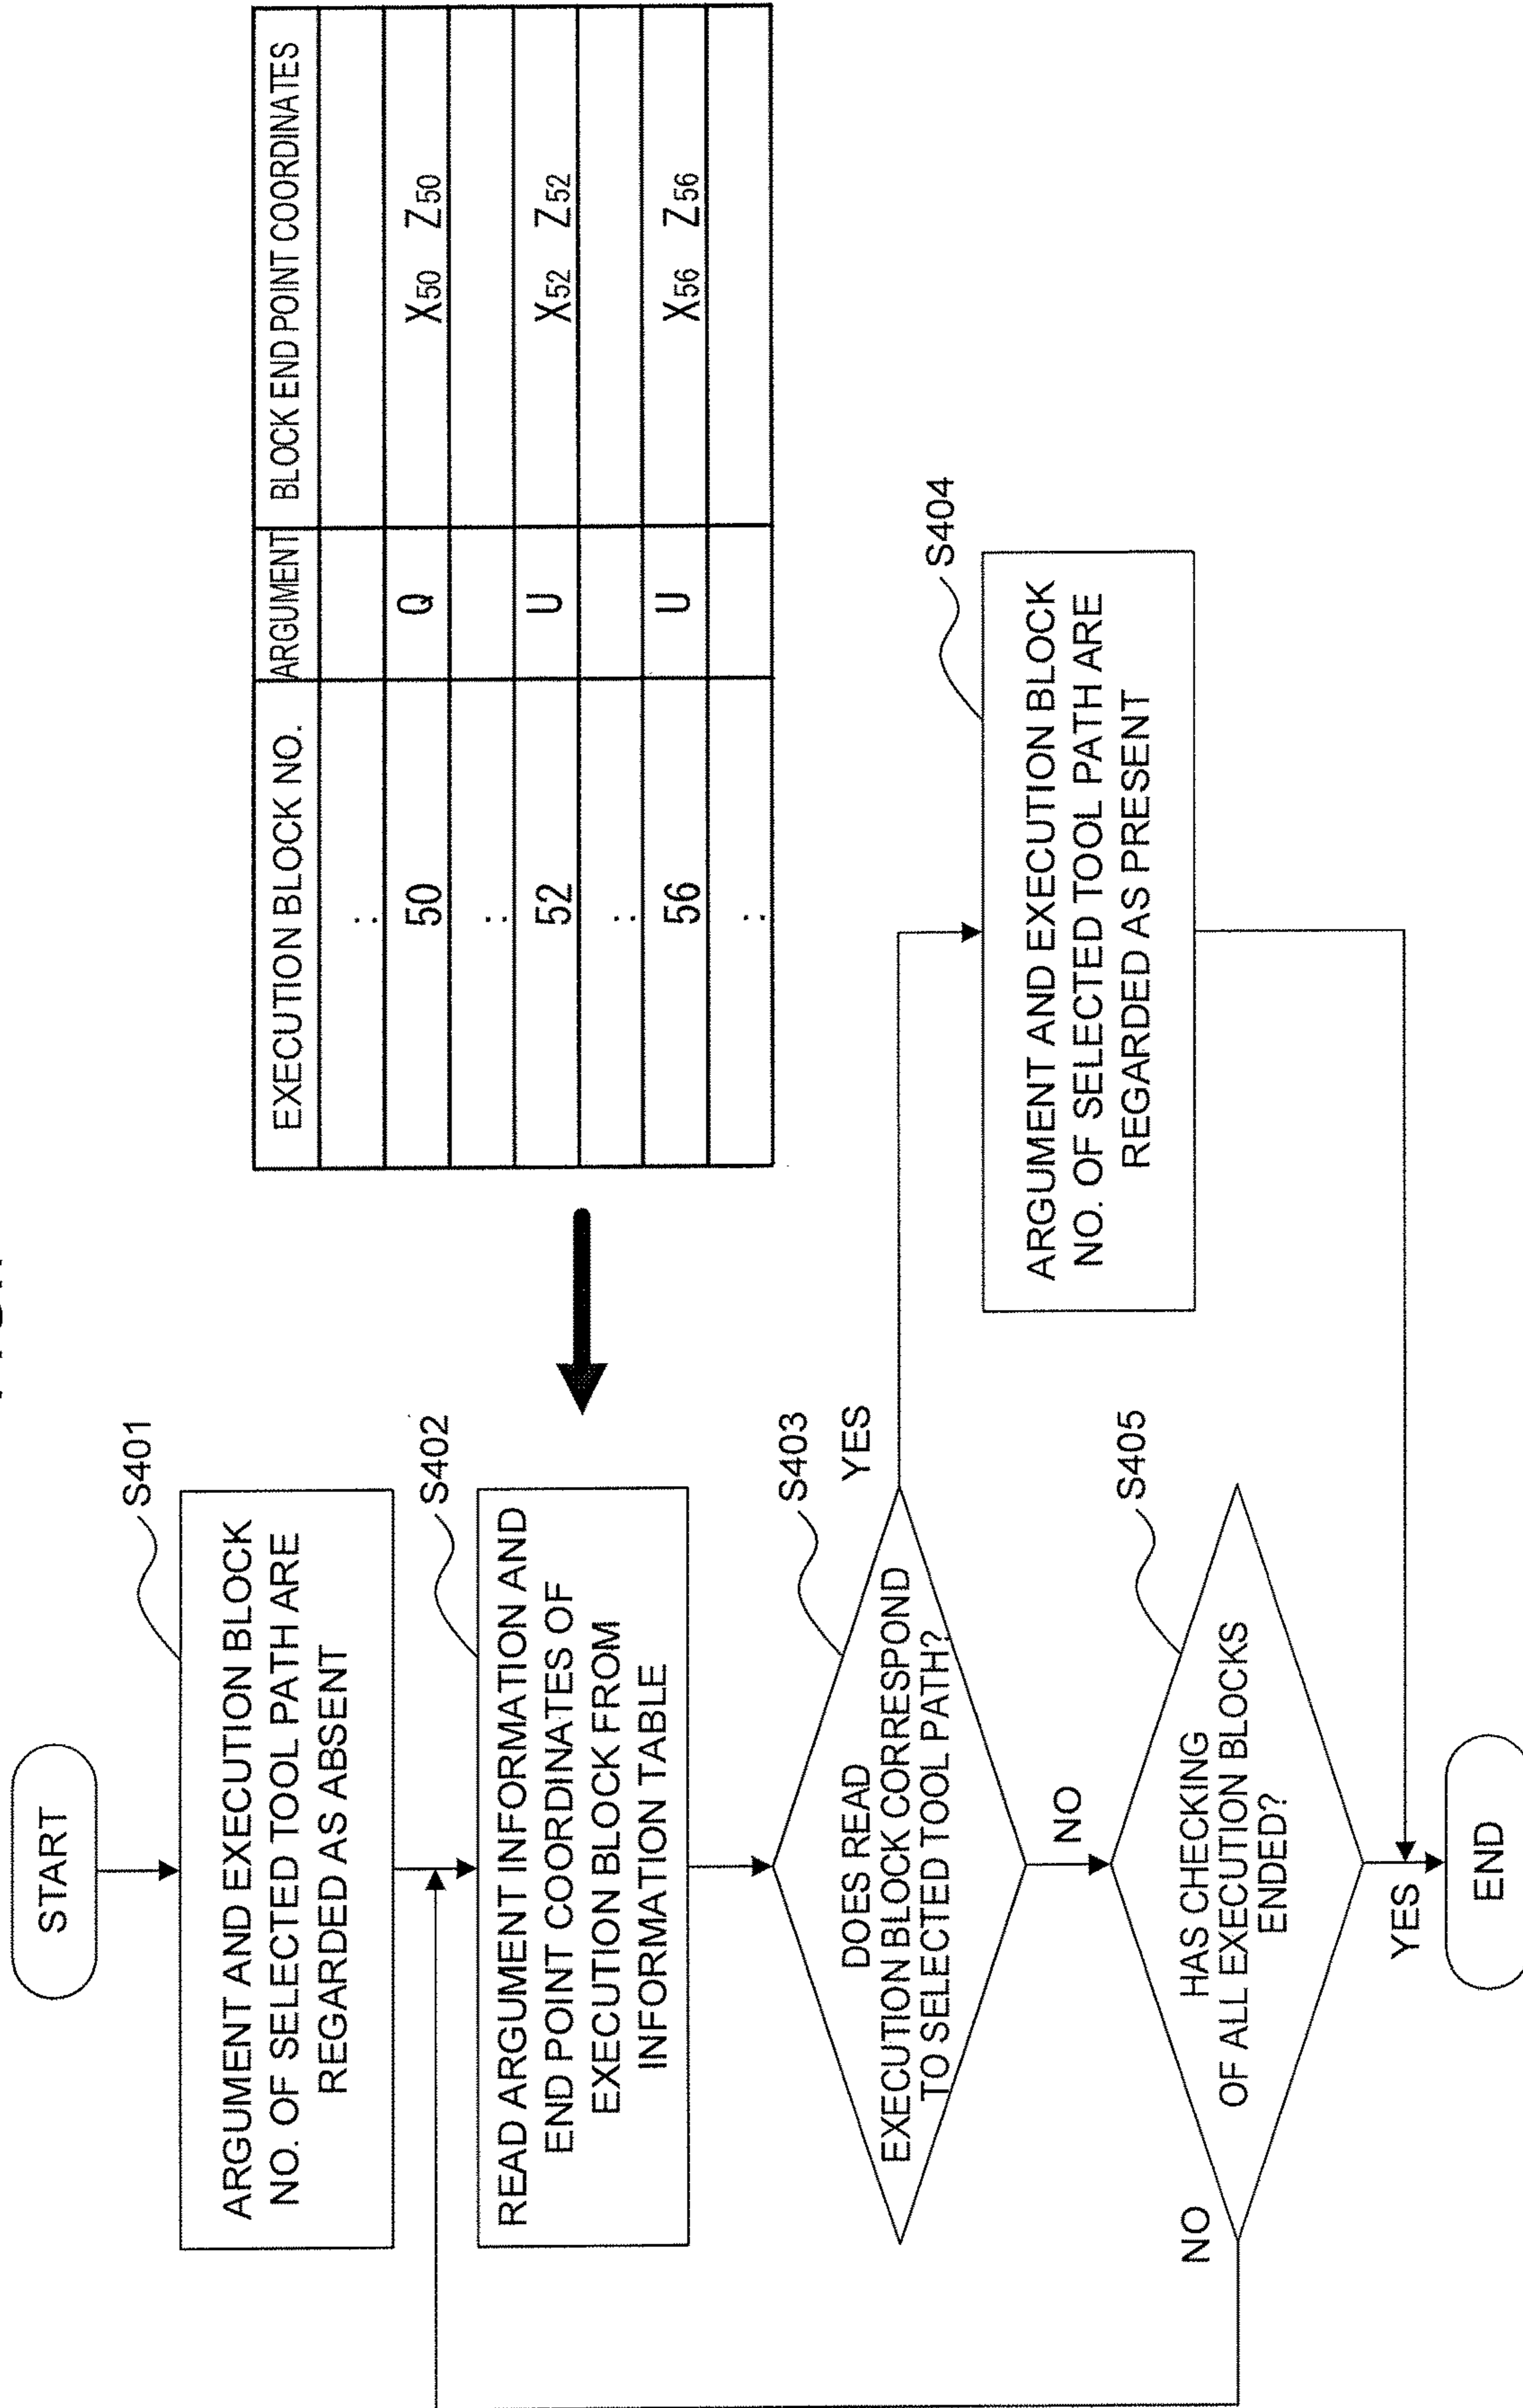 START
S401
ARGUMENT AND EXECUTION BLOCK
NO. OF SELECTED TOOL PATH ARE
REGARDED AS ABSENT
S402
READ ARGUMENT INFORMATION AND
END POINT COORDINATES OF
EXECUTION BLOCK FROM
INFORMATION TABLE
EXECUTION BLOCK NO. ARGUMENT BLOCK END POINT COORDINATES
:
50 Q X50 Z50
:
52 U X52 Z52
:
56 U X56 Z56
:
S403
DOES READ
EXECUTION BLOCK CORRESPOND
TO SELECTED TOOL PATH?
YES
NO
S404
ARGUMENT AND EXECUTION BLOCK
NO. OF SELECTED TOOL PATH ARE
REGARDED AS PRESENT
S405
HAS CHECKING
OF ALL EXECUTION BLOCKS
ENDED?
NO
YES
END